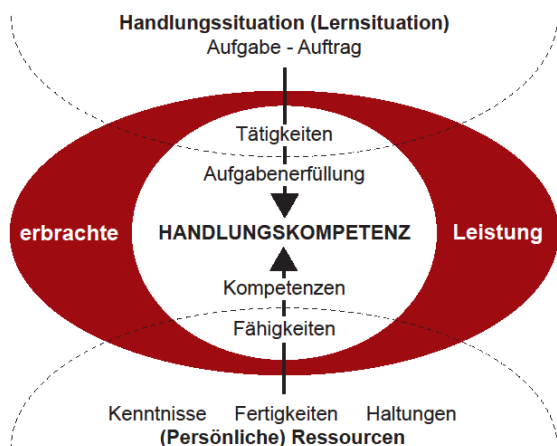 Handlungssituation (Lernsituation)
Aufgabe - Auftrag
Tätigkeiten
Aufgabenerfüllung
erbrachte HANDLUNGSKOMPETENZ Leistung
Kompetenzen
Fähigkeiten
Kenntnisse Fertigkeiten Haltungen
(Persönliche) Ressourcen